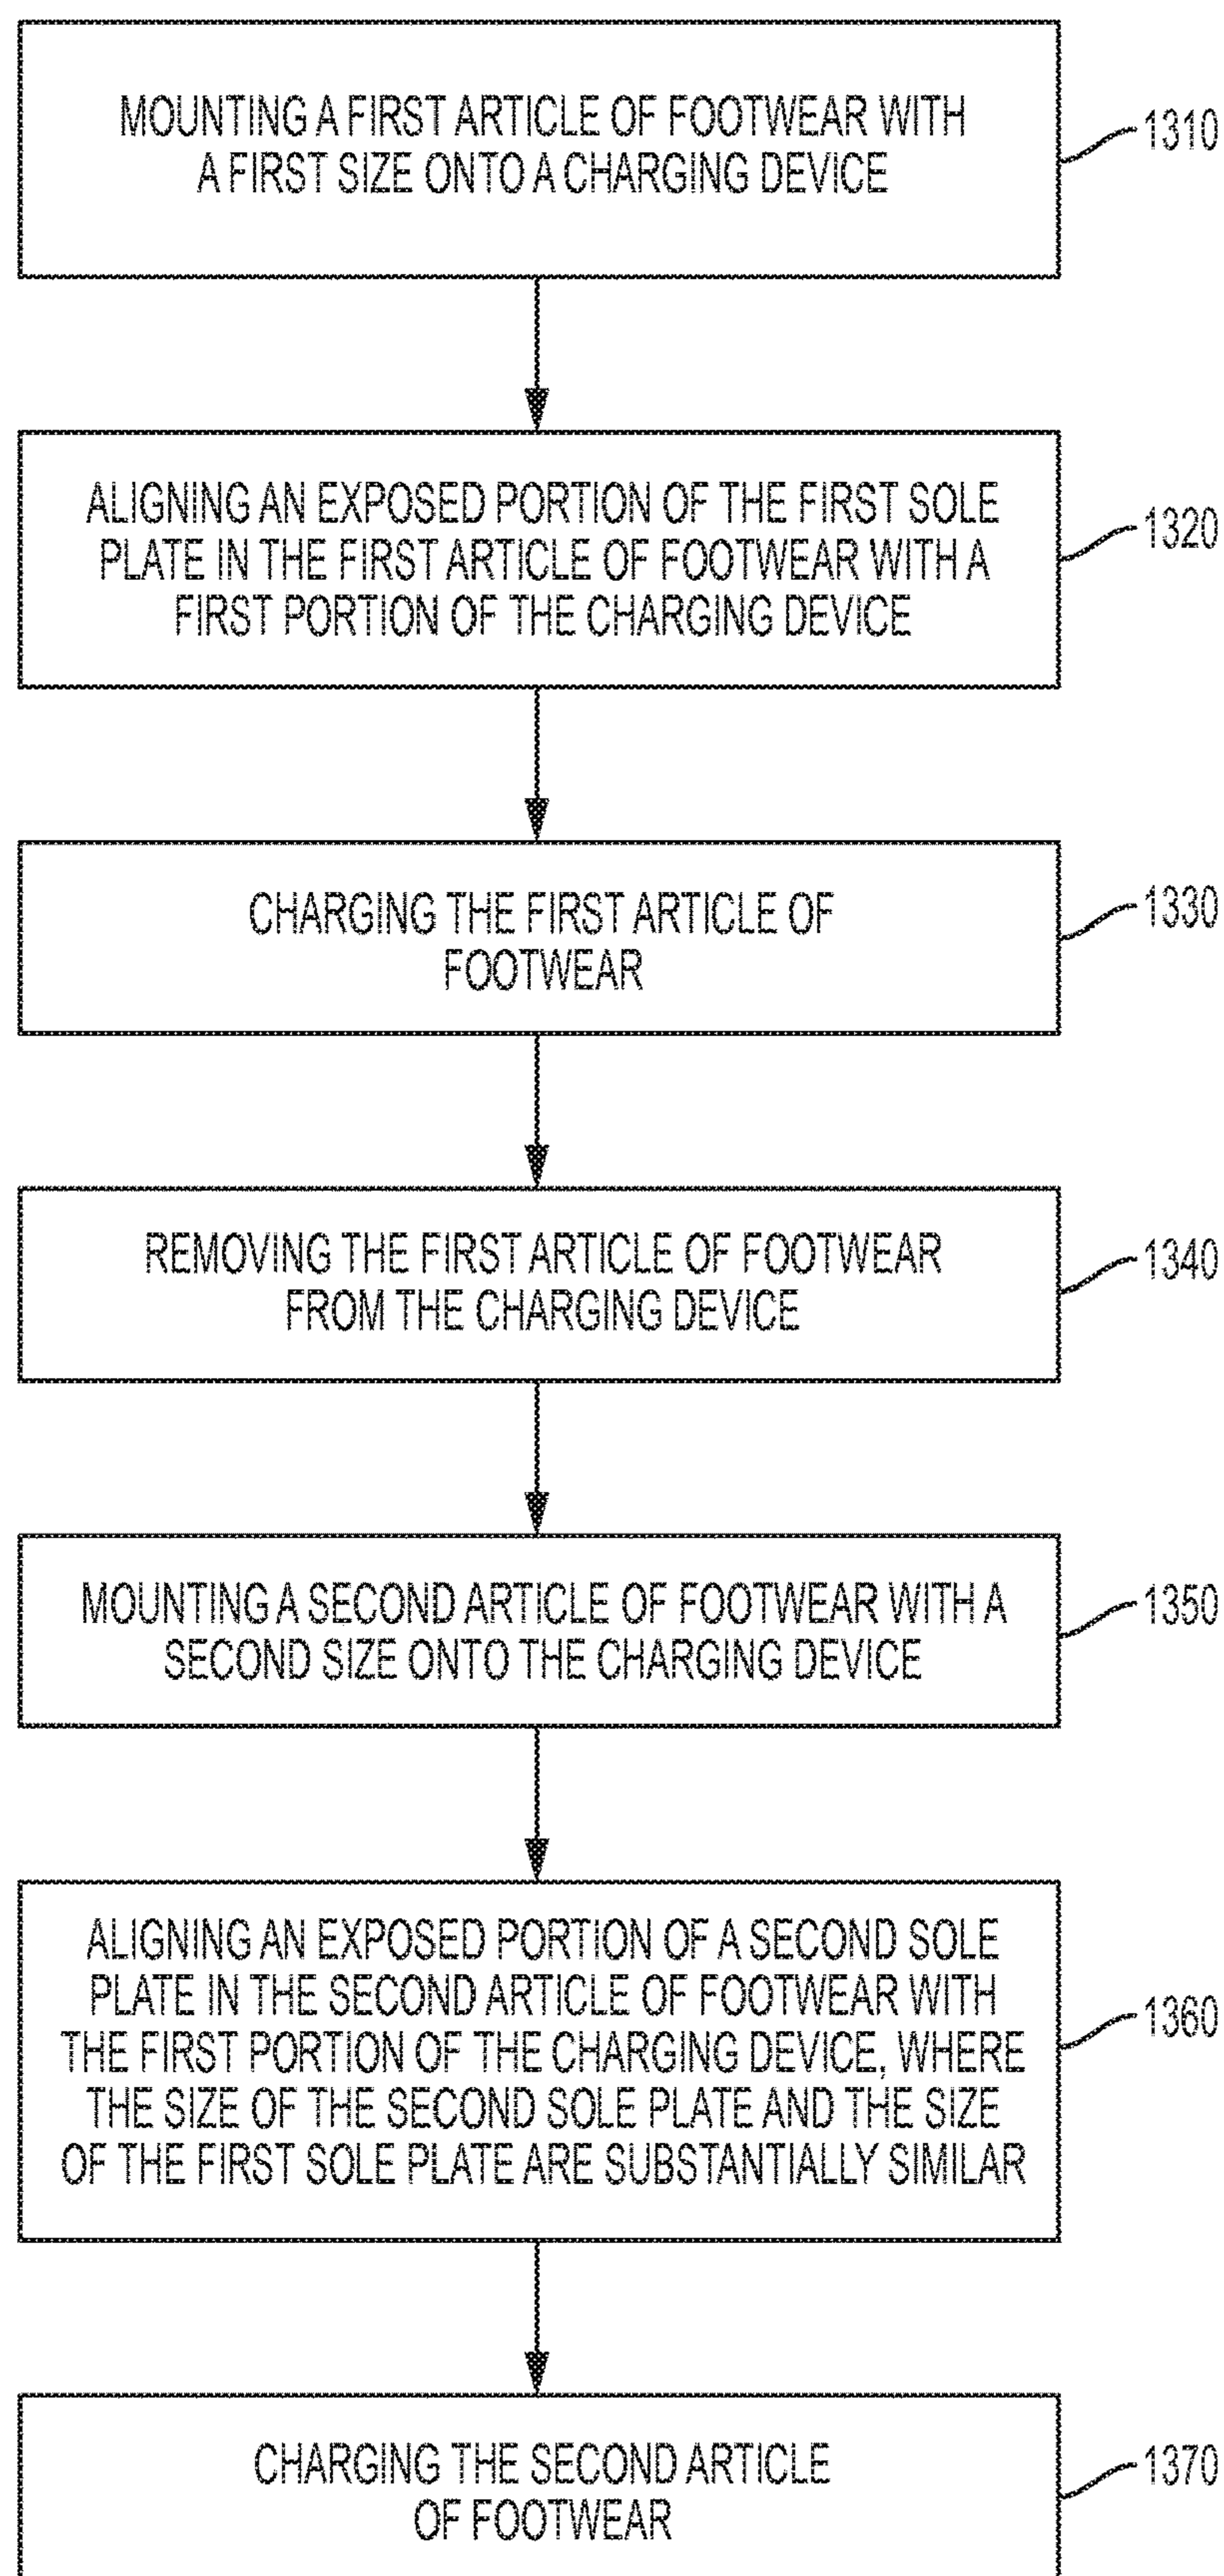 MOUNTING A FIRST ARTICLE OF FOOTWEAR WITH
A FIRST SIZE ONTO A CHARGING DEVICE
1310
ALIGNING AN EXPOSED PORTION OF THE FIRST SOLE
PLATE IN THE FIRST ARTICLE OF FOOTWEAR WITH A
FIRST PORTION OF THE CHARGING DEVICE
1320
CHARGING THE FIRST ARTICLE OF
FOOTWEAR
1330
REMOVING THE FIRST ARTICLE OF FOOTWEAR
FROM THE CHARGING DEVICE
1340
MOUNTING A SECOND ARTICLE OF FOOTWEAR WITH A
SECOND SIZE ONTO THE CHARGING DEVICE
1350
ALIGNING AN EXPOSED PORTION OF A SECOND SOLE
PLATE IN THE SECOND ARTICLE OF FOOTWEAR WITH
THE FIRST PORTION OF THE CHARGING DEVICE, WHERE
THE SIZE OF THE SECOND SOLE PLATE AND THE SIZE
OF THE FIRST SOLE PLATE ARE SUBSTANTIALLY SIMILAR
1360
CHARGING THE SECOND ARTICLE
OF FOOTWEAR
1370